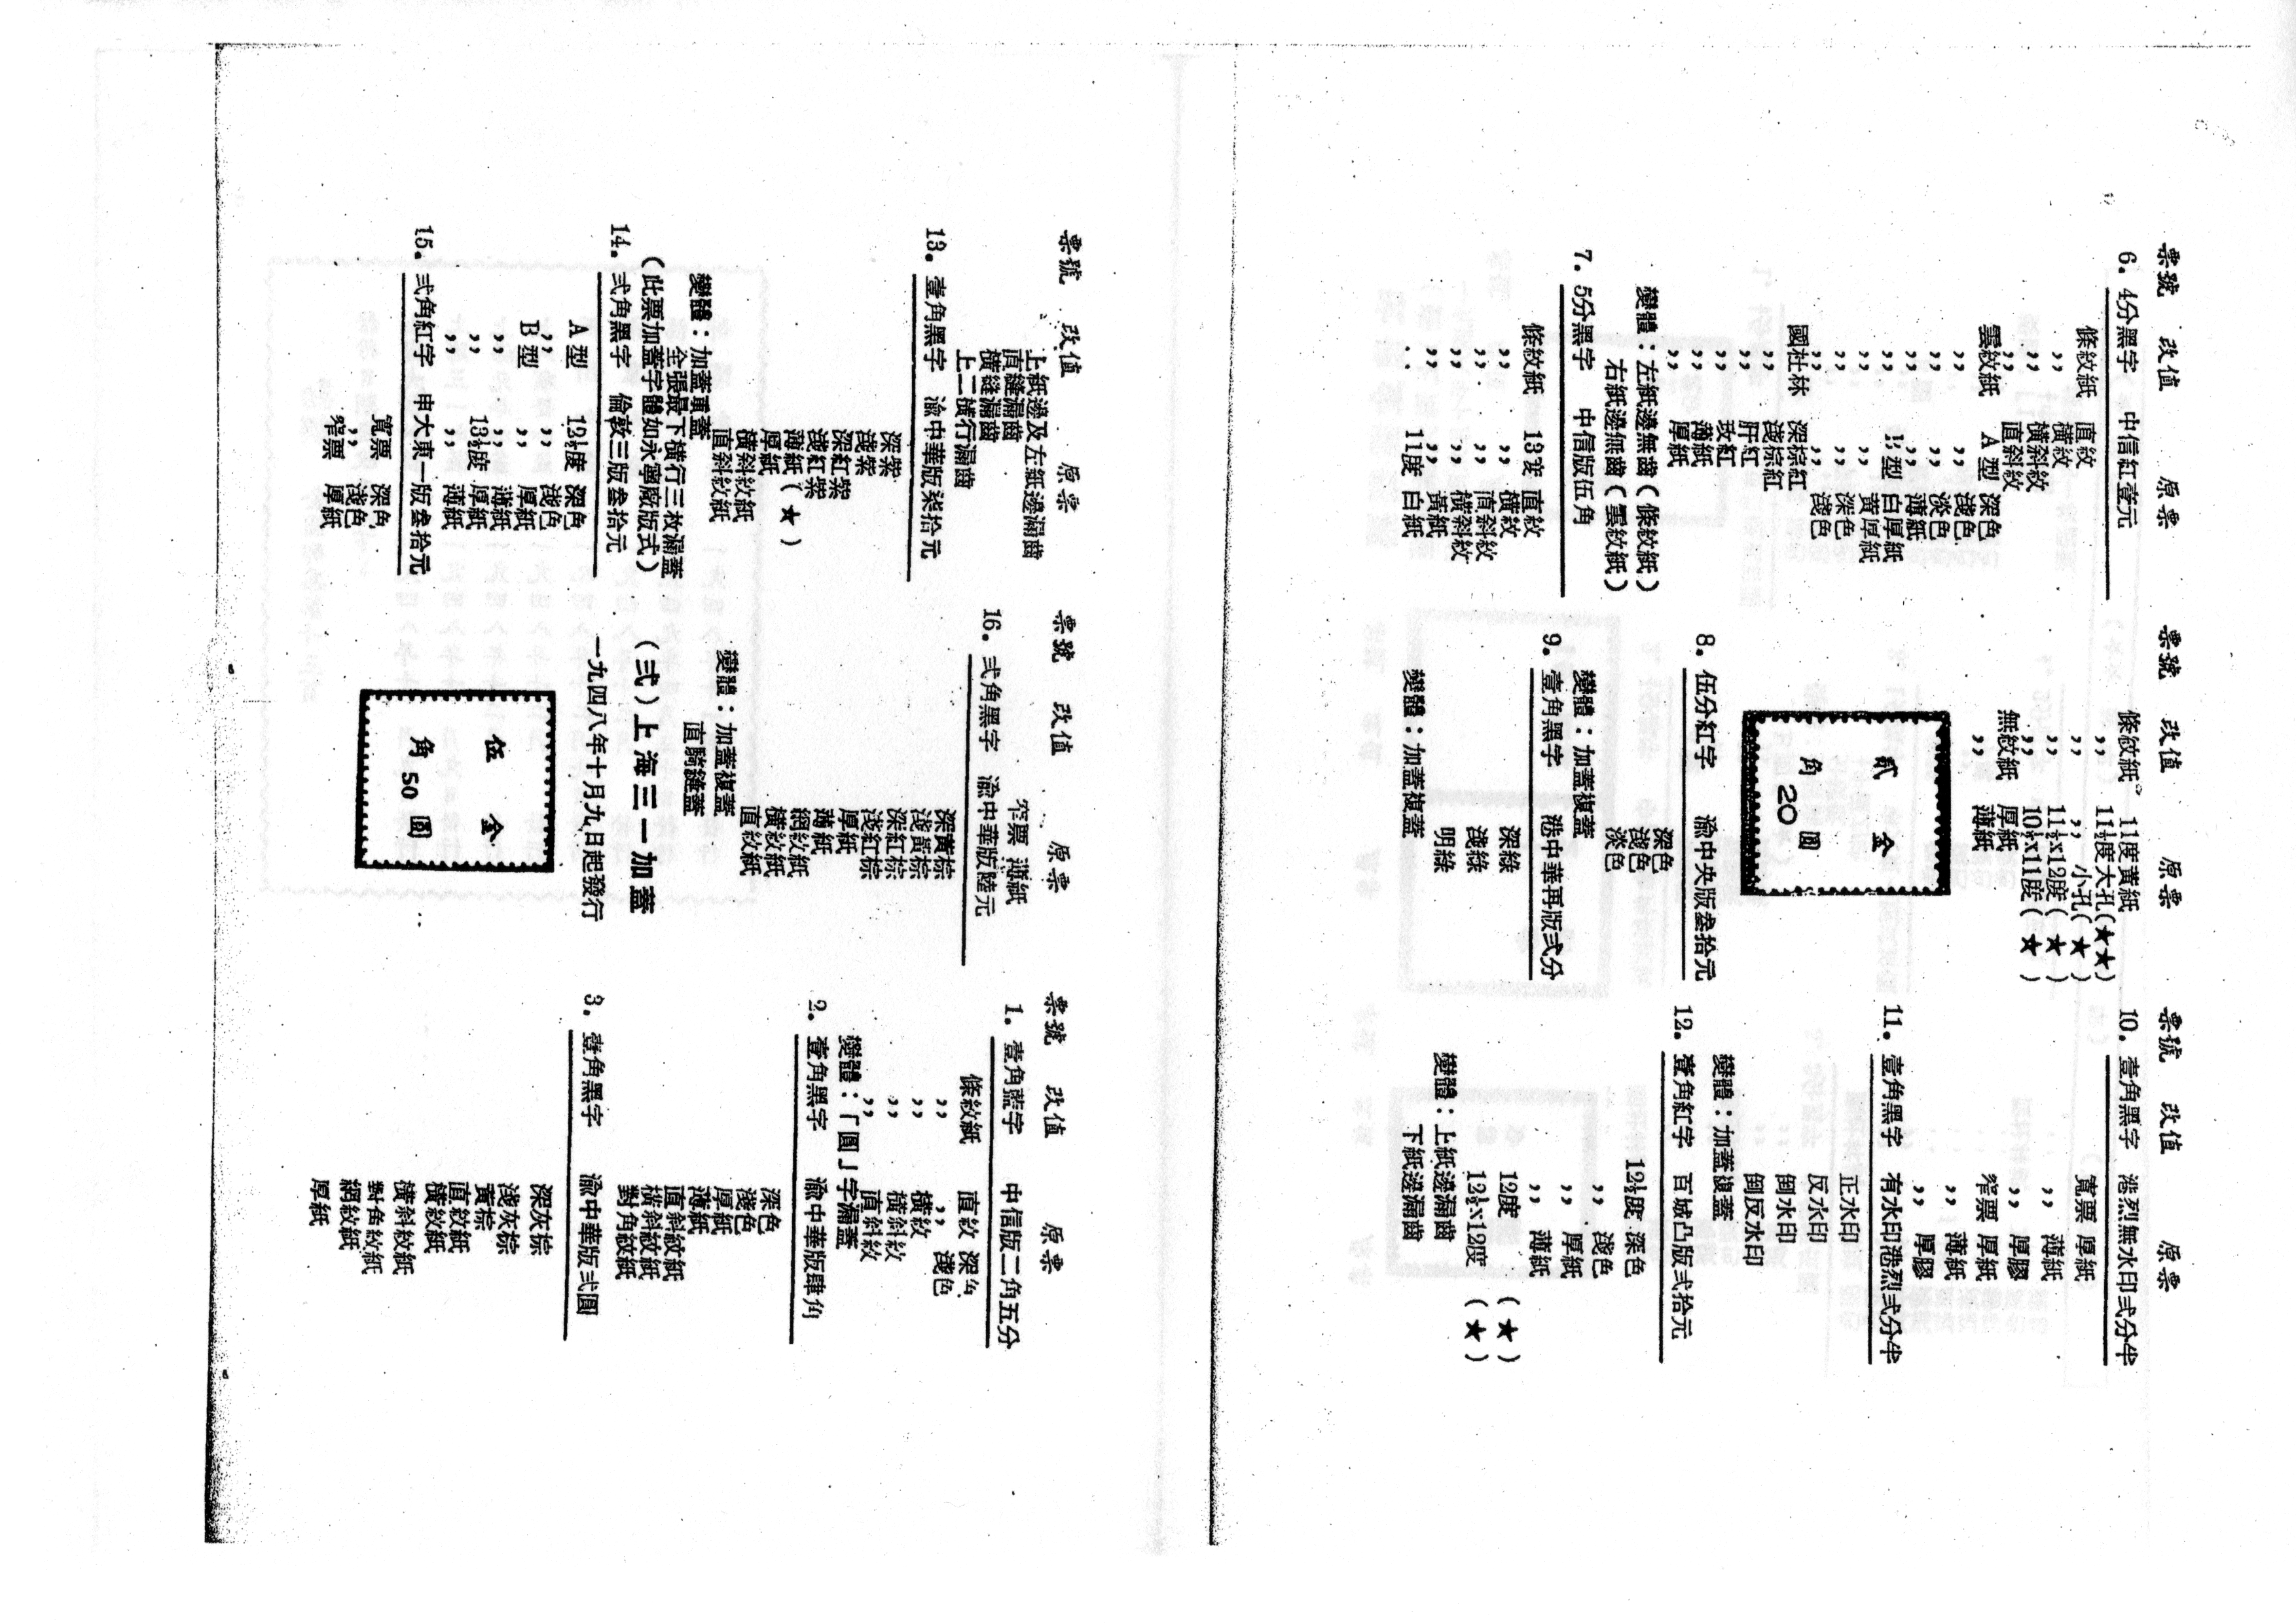 票號 改值 原票
6. 4分黑字 中信紅壹元
條紋紙 直紋
,, 橫紋
,, 橫斜紋
,, 直斜紋
雲紋紙 A型 深色
,, ,, 淺色
,, ,, 淡色
,, ,, 薄紙
,, B型 白厚紙
,, ,, 黃厚紙
,, ,, 深色
,, ,, 淺色
國社林 深棕紅
,, 淺棕紅
,, 肝紅
,, 玫紅
,, 薄紙
,, 厚紙
變體：左紙邊無齒(條紋紙)
右紙邊無齒(雲紋紙)
7. 5分黑字 中信版伍角
條紋紙 13度 直紋
,, ,, 橫紋
,, ,, 直斜紋
,, ,, 橫斜紋
,, ,, 黃紙
,, 11度 白紙
票號 改值 原票
條紋紙 11度黃紙
,, 11½度大孔(★★)
,, ,, 小孔(★)
,, 11½x12度(★)
,, 10½x11度(★)
無紋紙 厚紙
,, 薄紙
貳 金
角 20 圓
8. 伍分紅字 渝中央版叁拾元
深色
淺色
淡色
變體：加蓋複蓋
9. 壹角黑字 港中華再版弍分
深綠
淺綠
明綠
變體：加蓋複蓋
票號 改值 原票
10. 壹角黑字 港烈無水印弍分半
寬票 厚紙
,, 薄紙
,, 厚膠
窄票 厚紙
,, 薄紙
,, 厚膠
11. 壹角黑字 有水印港烈弍分半
正水印
反水印
倒水印
倒反水印
變體：加蓋複蓋
12. 壹角紅字 百城凸版弍拾元
12½度 深色
,, 淺色
,, 厚紙
,, 薄紙
12度 (★)
12½x12度 (★)
變體：上紙邊漏齒
下紙邊漏齒
票號 改值 原票
上紙邊及左紙邊漏齒
直縫漏齒
橫縫漏齒
上二橫行漏齒
13. 壹角黑字 渝中華版柒拾元
深紫
淺紫
深紅紫
淺紅紫
薄紙(★)
厚紙
橫斜紋紙
直斜紋紙
變體：加蓋重蓋
全張最下橫行三枚漏蓋
(此票加蓋字體如永寧廠版式)
14. 弍角黑字 倫敦三版叁拾元
A型 12½度 深色
,, ,, 淺色
B型 ,, 厚紙
,, ,, 薄紙
,, 13½度 厚紙
,, ,, 薄紙
15. 弍角紅字 申大東一版叁拾元
寬票 深色
,, 淺色
窄票 厚紙
票號 改值 原票
窄票 薄紙
16. 弍角黑字 渝中華版陸元
深黃棕
淺黃棕
深紅棕
淺紅棕
厚紙
薄紙
網紋紙
橫紋紙
直紋紙
變體：加蓋複蓋
直騎縫蓋
(弍)上海三一加蓋
一九四八年十月九日起發行
伍 金
角 50 圓
票號 改值 原票
1. 壹角藍字 中信版二角五分
條紋紙 直紋 深色
,, ,, 淺色
,, 橫紋
,, 橫斜紋
,, 直斜紋
變體：「圓」字漏蓋
2. 壹角黑字 渝中華版肆角
深色
淺色
厚紙
薄紙
直斜紋紙
橫斜紋紙
對角紋紙
3. 壹角黑字 渝中華版弍圓
深灰棕
淺灰棕
黃棕
直紋紙
橫紋紙
橫斜紋紙
對角紋紙
網紋紙
厚紙